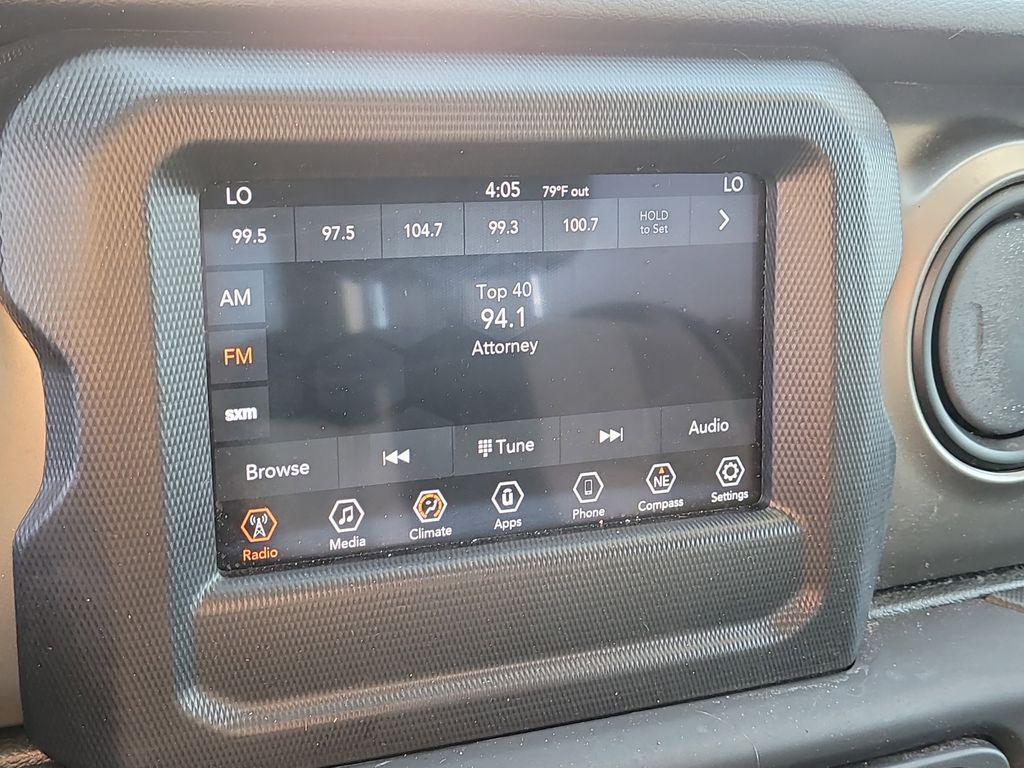 LO 4:05 79°F out LO
99.5 97.5 104.7 99.3 100.7 HOLD
to Set
AM
Top 40
94.1
FM
Attorney
sxm
Browse Tune Audio
Radio Media Climate Apps Phone NE Compass Settings